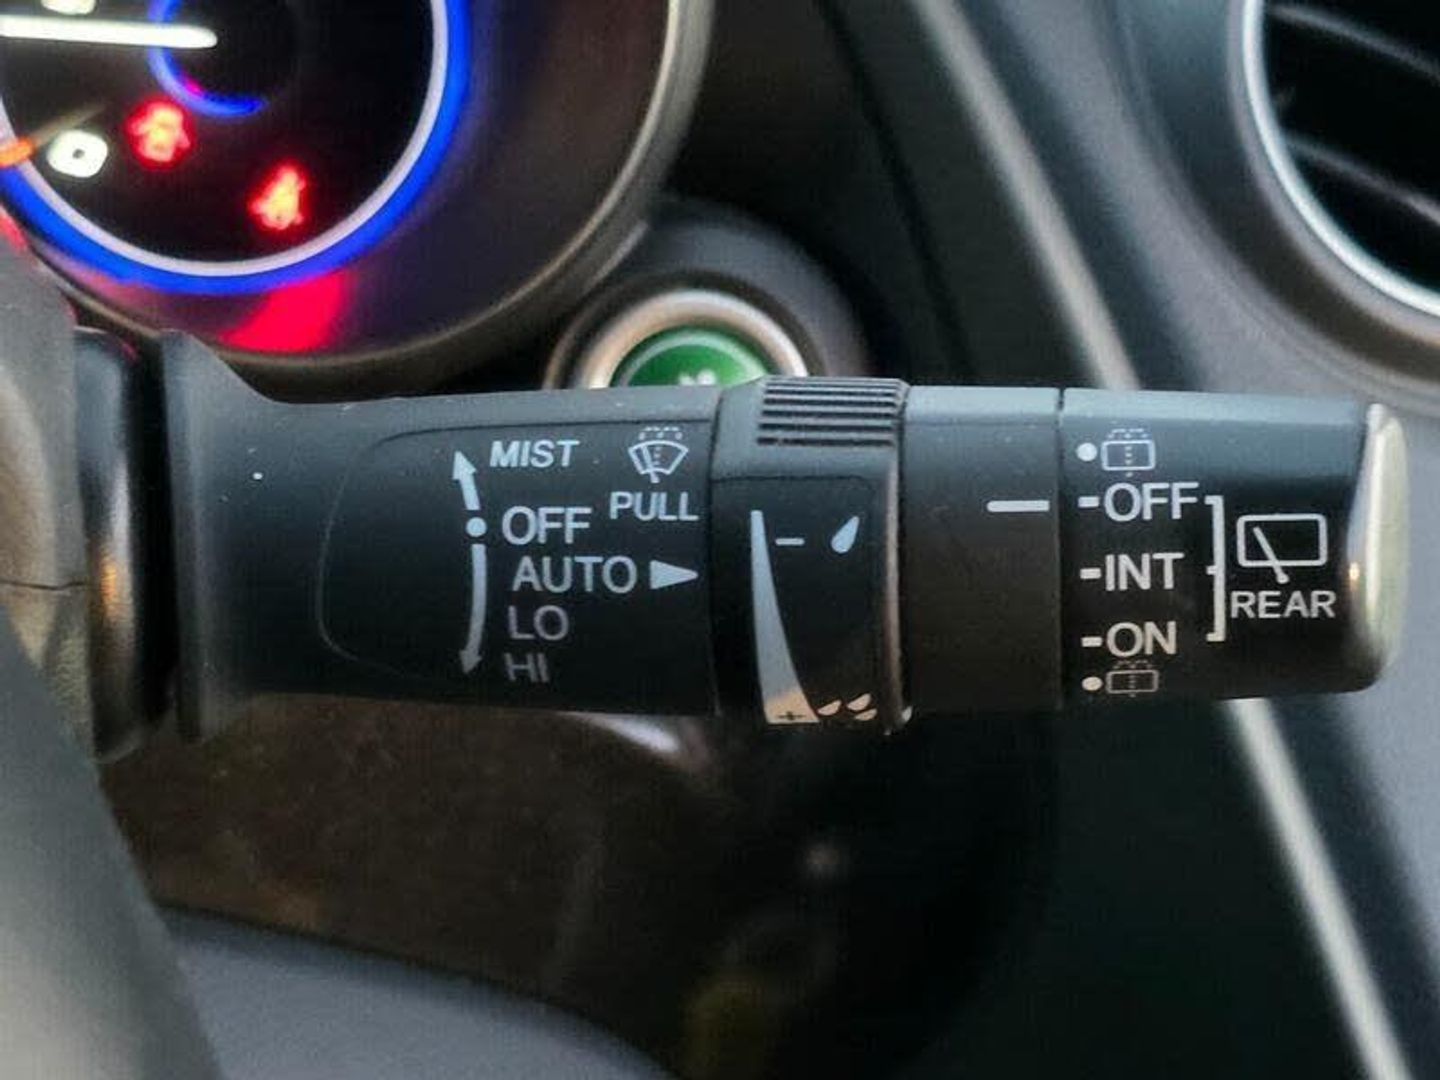 MIST
PULL
OFF
AUTO
LO
HI
-
+
OFF
INT
ON
REAR